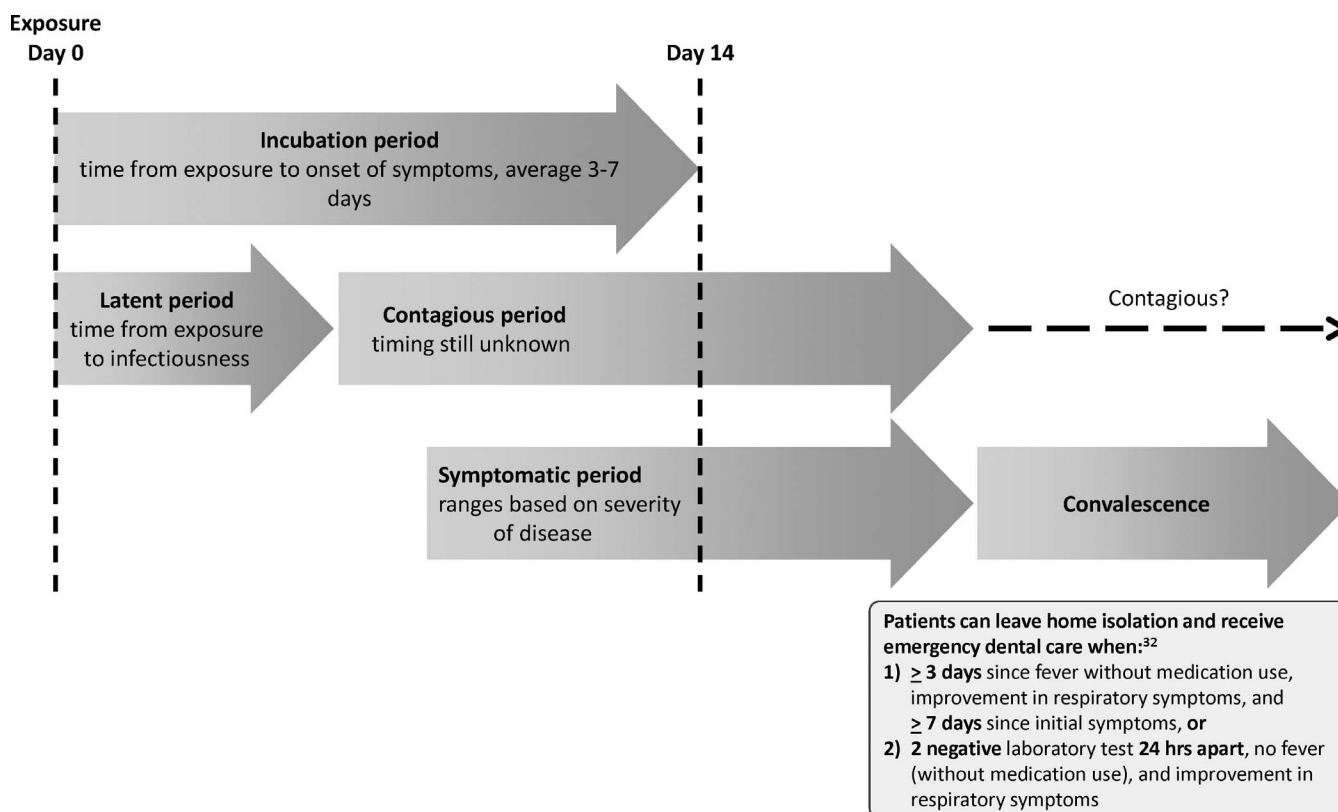 Exposure
Day 0
Day 14
Incubation period
time from exposure to onset of symptoms, average 3-7
days
Latent period
time from exposure
to infectiousness
Contagious period
timing still unknown
Contagious?
Symptomatic period
ranges based on severity
of disease
Convalescence
Patients can leave home isolation and receive
emergency dental care when:32
1) ≥ 3 days since fever without medication use,
improvement in respiratory symptoms, and
≥ 7 days since initial symptoms, or
2) 2 negative laboratory test 24 hrs apart, no fever
(without medication use), and improvement in
respiratory symptoms